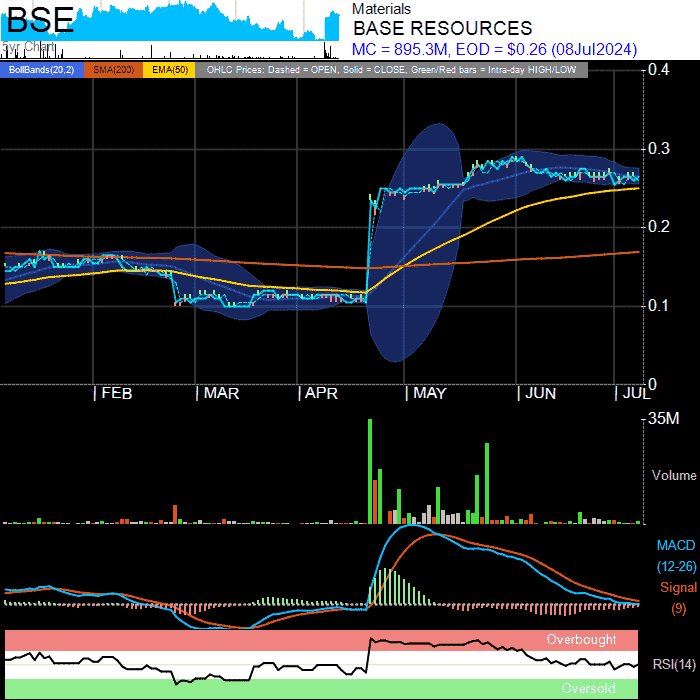 BSE
5yr Chart
Materials
BASE RESOURCES
MC = 895.3M, EOD = $0.26 (08Jul2024)
BollBands(20,2) SMA(200) EMA(50) OHLC Prices: Dashed = OPEN, Solid = CLOSE, Green/Red bars = Intra-day HIGH/LOW
0.4
0.3
0.2
0.1
0
| FEB | MAR | APR | MAY | JUN | JUL
35M
Volume
MACD
(12-26)
Signal
(9)
Overbought
RSI(14)
Oversold